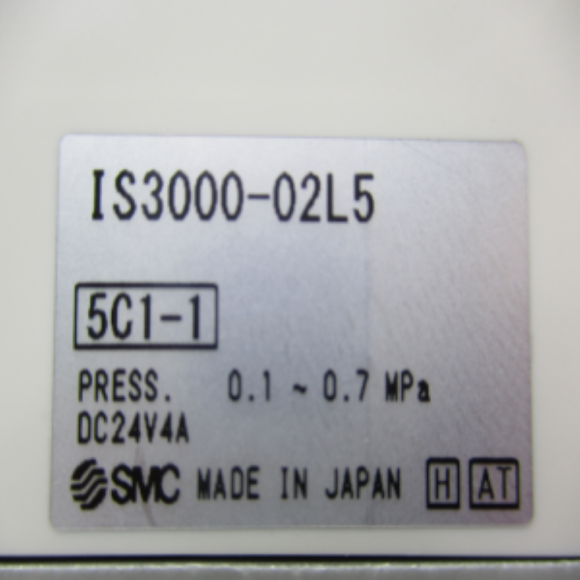 IS3000-02L5
5C1-1
PRESS. 0.1 ~ 0.7 MPa
DC24V4A
SMC MADE IN JAPAN H AT